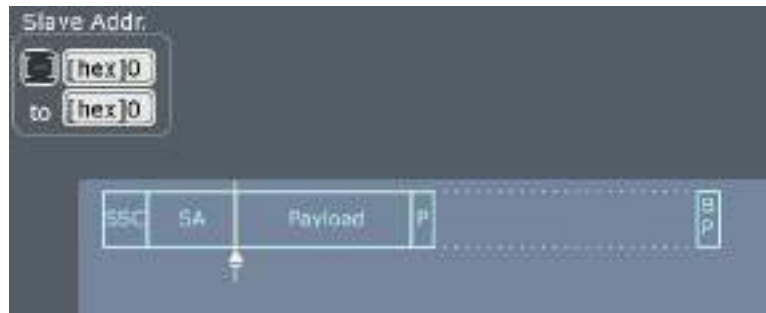 Slave Addr.
[hex]0
to [hex]0
SSC SA Payload P B P
T